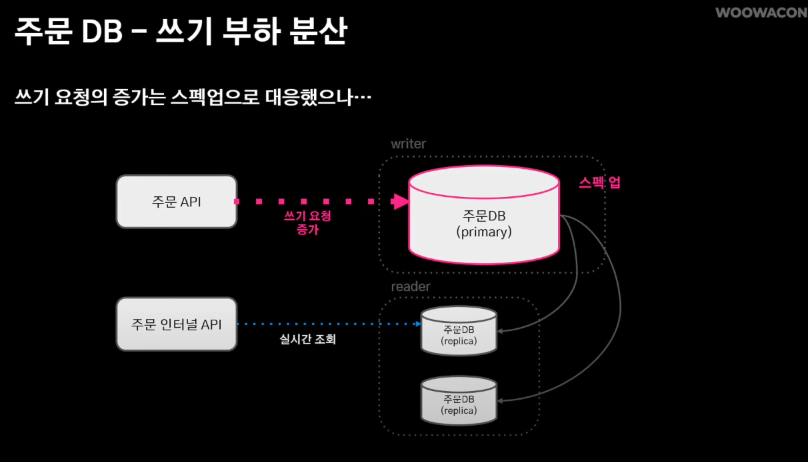 WOOWACON
주문 DB – 쓰기 부하 분산
쓰기 요청의 증가는 스펙업으로 대응했으나…
writer
스펙 업
주문 API
쓰기 요청
증가
주문DB
(primary)
reader
주문 인터널 API
실시간 조회
주문DB
(replica)
주문DB
(replica)